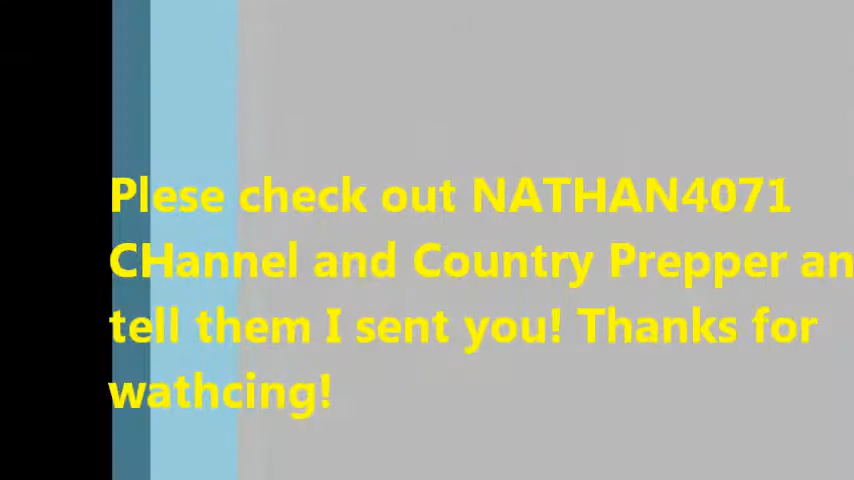 Plese check out NATHAN4071
CHannel and Country Prepper an
tell them I sent you! Thanks for
wathcing!